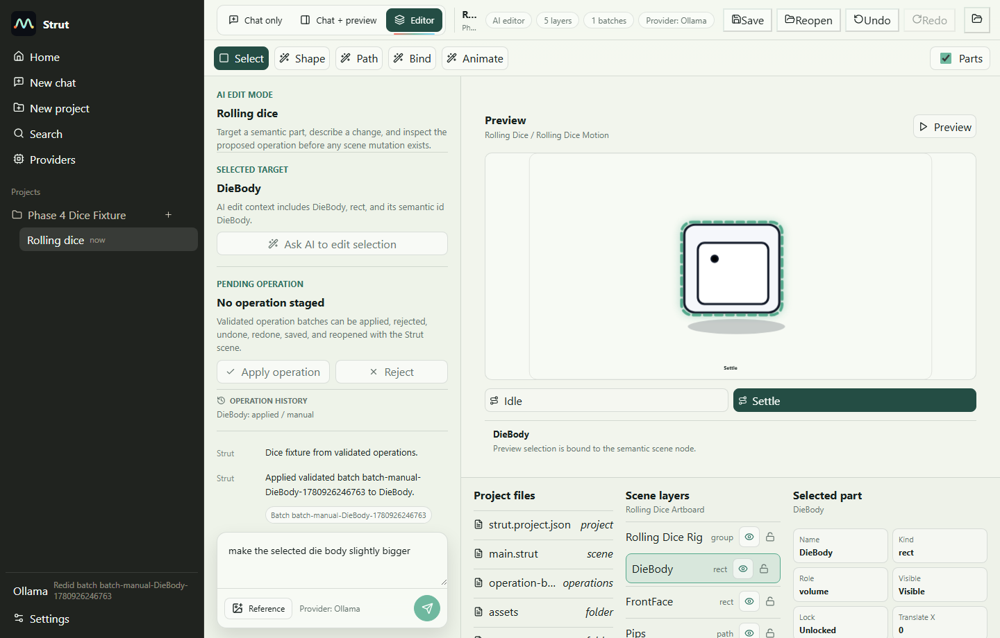 Strut
Home
New chat
New project
Search
Providers
Projects
Phase 4 Dice Fixture
Rolling dice now
Ollama
Redid batch batch-manual-DieBody-
1780926246763
Settings
Chat only
Chat + preview
Editor
R...
Ph...
AI editor
5 layers
1 batches
Provider: Ollama
Save
Reopen
Undo
Redo
Select
Shape
Path
Bind
Animate
Parts
AI EDIT MODE
Rolling dice
Target a semantic part, describe a change, and inspect the
proposed operation before any scene mutation exists.
SELECTED TARGET
DieBody
AI edit context includes DieBody, rect, and its semantic id
DieBody.
Ask AI to edit selection
PENDING OPERATION
No operation staged
Validated operation batches can be applied, rejected,
undone, redone, saved, and reopened with the Strut
scene.
Apply operation
Reject
OPERATION HISTORY
DieBody: applied / manual
Strut
Dice fixture from validated operations.
Strut
Applied validated batch batch-manual-
DieBody-1780926246763 to DieBody.
Batch batch-manual-DieBody-1780926246763
make the selected die body slightly bigger
Reference
Provider: Ollama
Preview
Rolling Dice / Rolling Dice Motion
Preview
Settle
Idle
Settle
DieBody
Preview selection is bound to the semantic scene node.
Project files
strut.project.json project
main.strut scene
operation-b... operations
assets folder
Scene layers
Rolling Dice Artboard
Rolling Dice Rig group
DieBody rect
FrontFace rect
Pips path
Selected part
DieBody
Name
DieBody
Kind
rect
Role
volume
Visible
Visible
Lock
Unlocked
Translate X
0